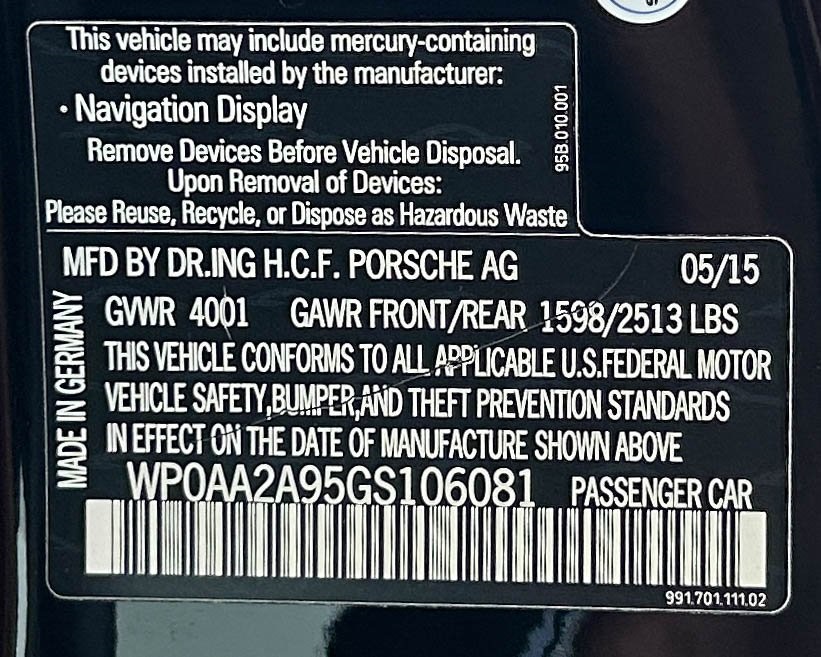 This vehicle may include mercury-containing
devices installed by the manufacturer:
· Navigation Display
Remove Devices Before Vehicle Disposal.
Upon Removal of Devices:
Please Reuse, Recycle, or Dispose as Hazardous Waste
95B.010.001
MFD BY DR.ING H.C.F. PORSCHE AG 05/15
GVWR 4001 GAWR FRONT/REAR 1598/2513 LBS
THIS VEHICLE CONFORMS TO ALL APPLICABLE U.S.FEDERAL MOTOR
VEHICLE SAFETY,BUMPER,AND THEFT PREVENTION STANDARDS
IN EFFECT ON THE DATE OF MANUFACTURE SHOWN ABOVE
MADE IN GERMANY
WP0AA2A95GS106081 PASSENGER CAR
991.701.111.02